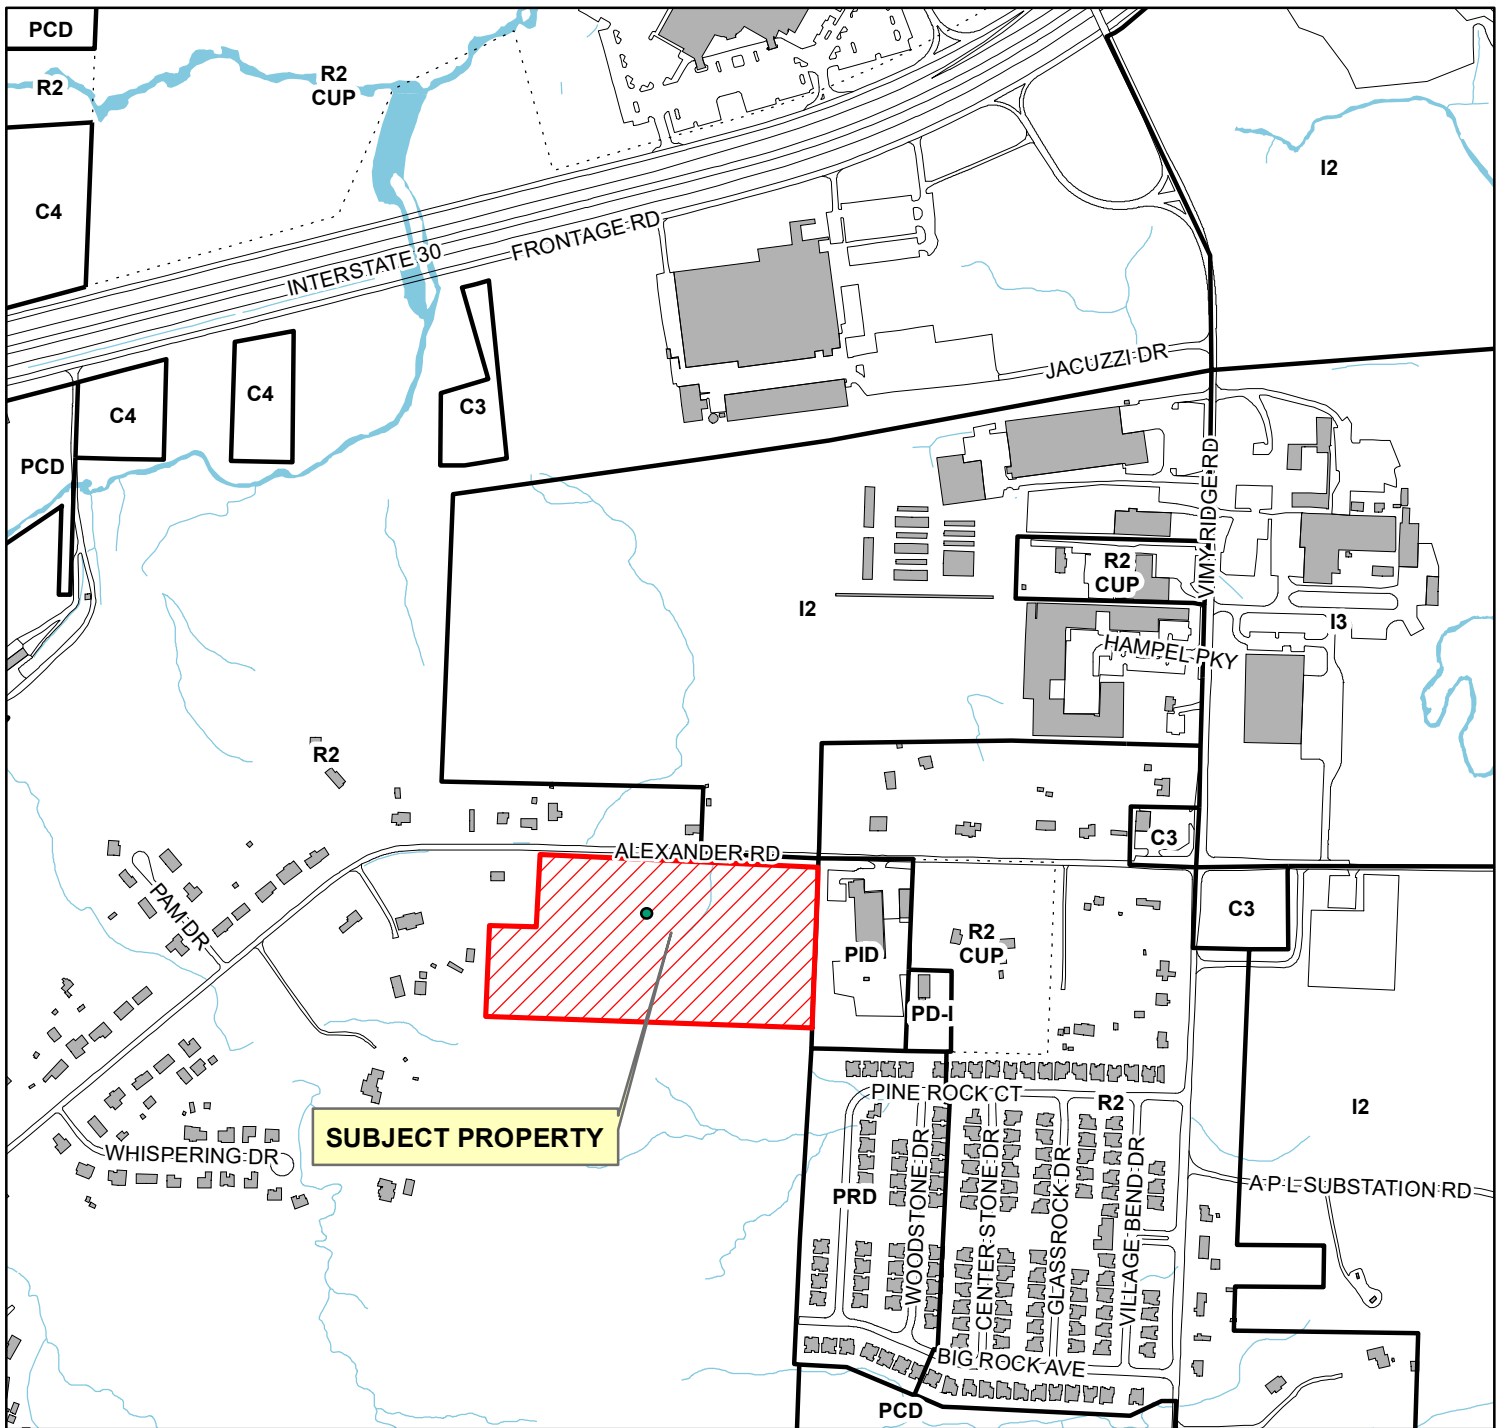 PCD
R2
R2
CUP
I2
C4
INTERSTATE 30
FRONTAGE RD
JACUZZI DR
C4
C4
C3
PCD
VIMY RIDGE RD
R2
CUP
I2
I3
HAMPEL PKY
R2
C3
ALEXANDER RD
PAM DR
C3
R2
CUP
PID
PD-I
PINE ROCK CT
R2
I2
SUBJECT PROPERTY
WHISPERING DR
A P L SUBSTATION RD
PRD
WOODSTONE DR
CENTER STONE DR
GLASSROCK DR
VILLAGE BEND DR
BIG ROCK AVE
PCD